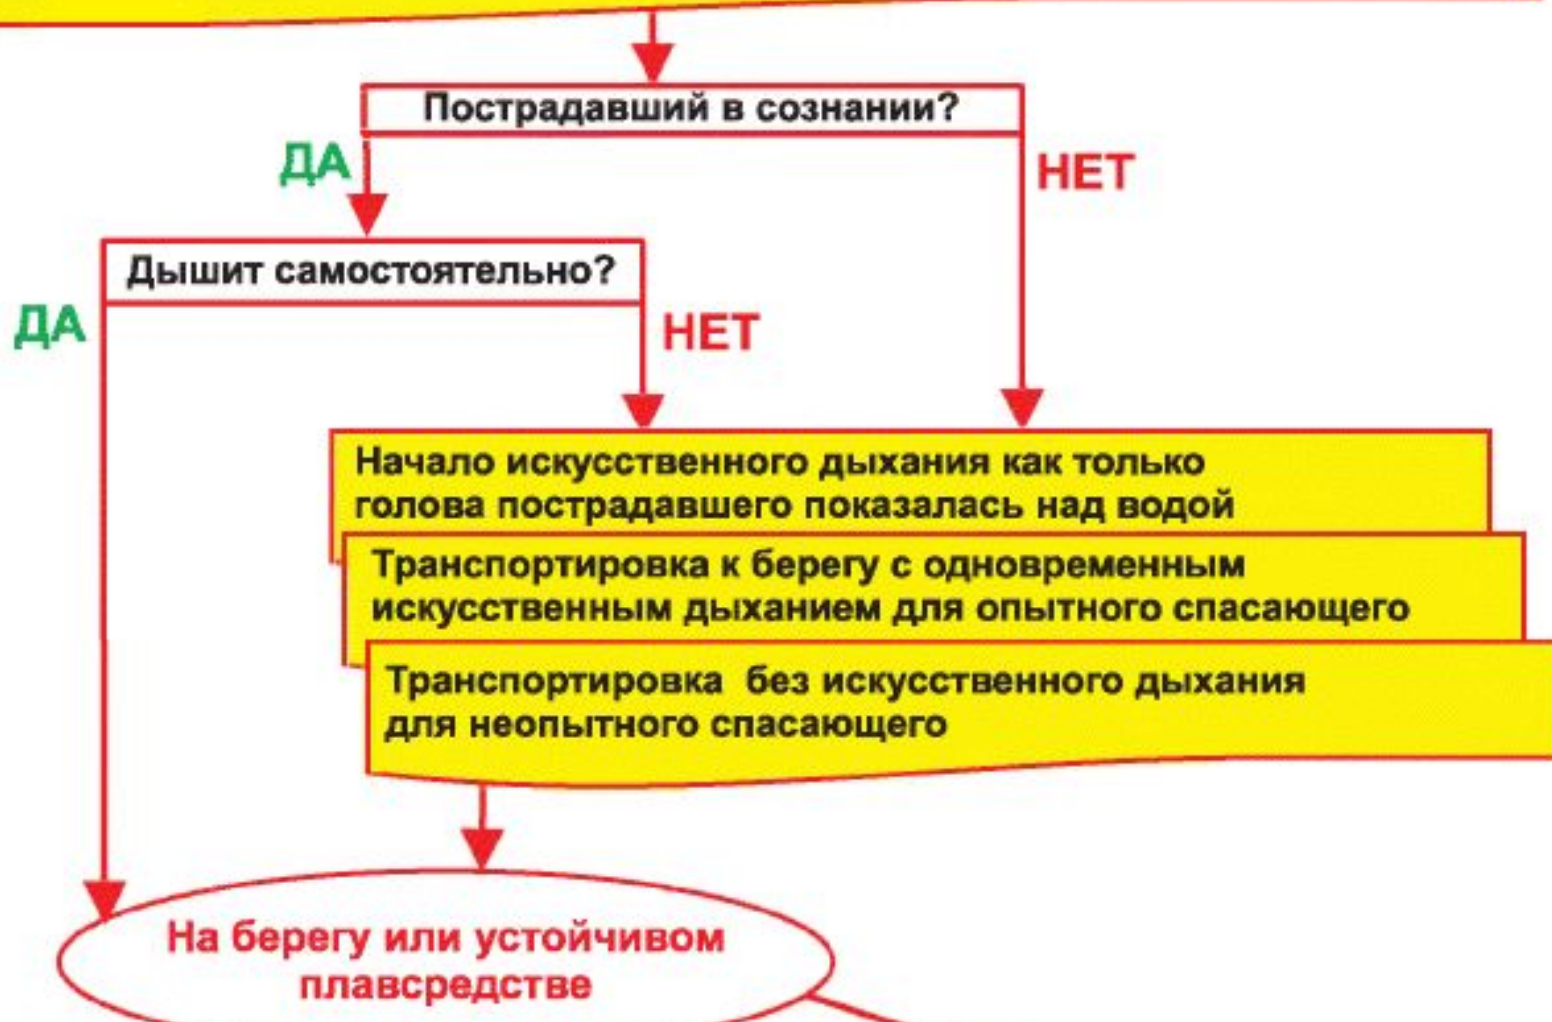 Пострадавший в сознании?
ДА
НЕТ
Дышит самостоятельно?
ДА
НЕТ
Начало искусственного дыхания как только
голова пострадавшего показалась над водой
Транспортировка к берегу с одновременным
искусственным дыханием для опытного спасающего
Транспортировка без искусственного дыхания
для неопытного спасающего
На берегу или устойчивом
плавсредстве